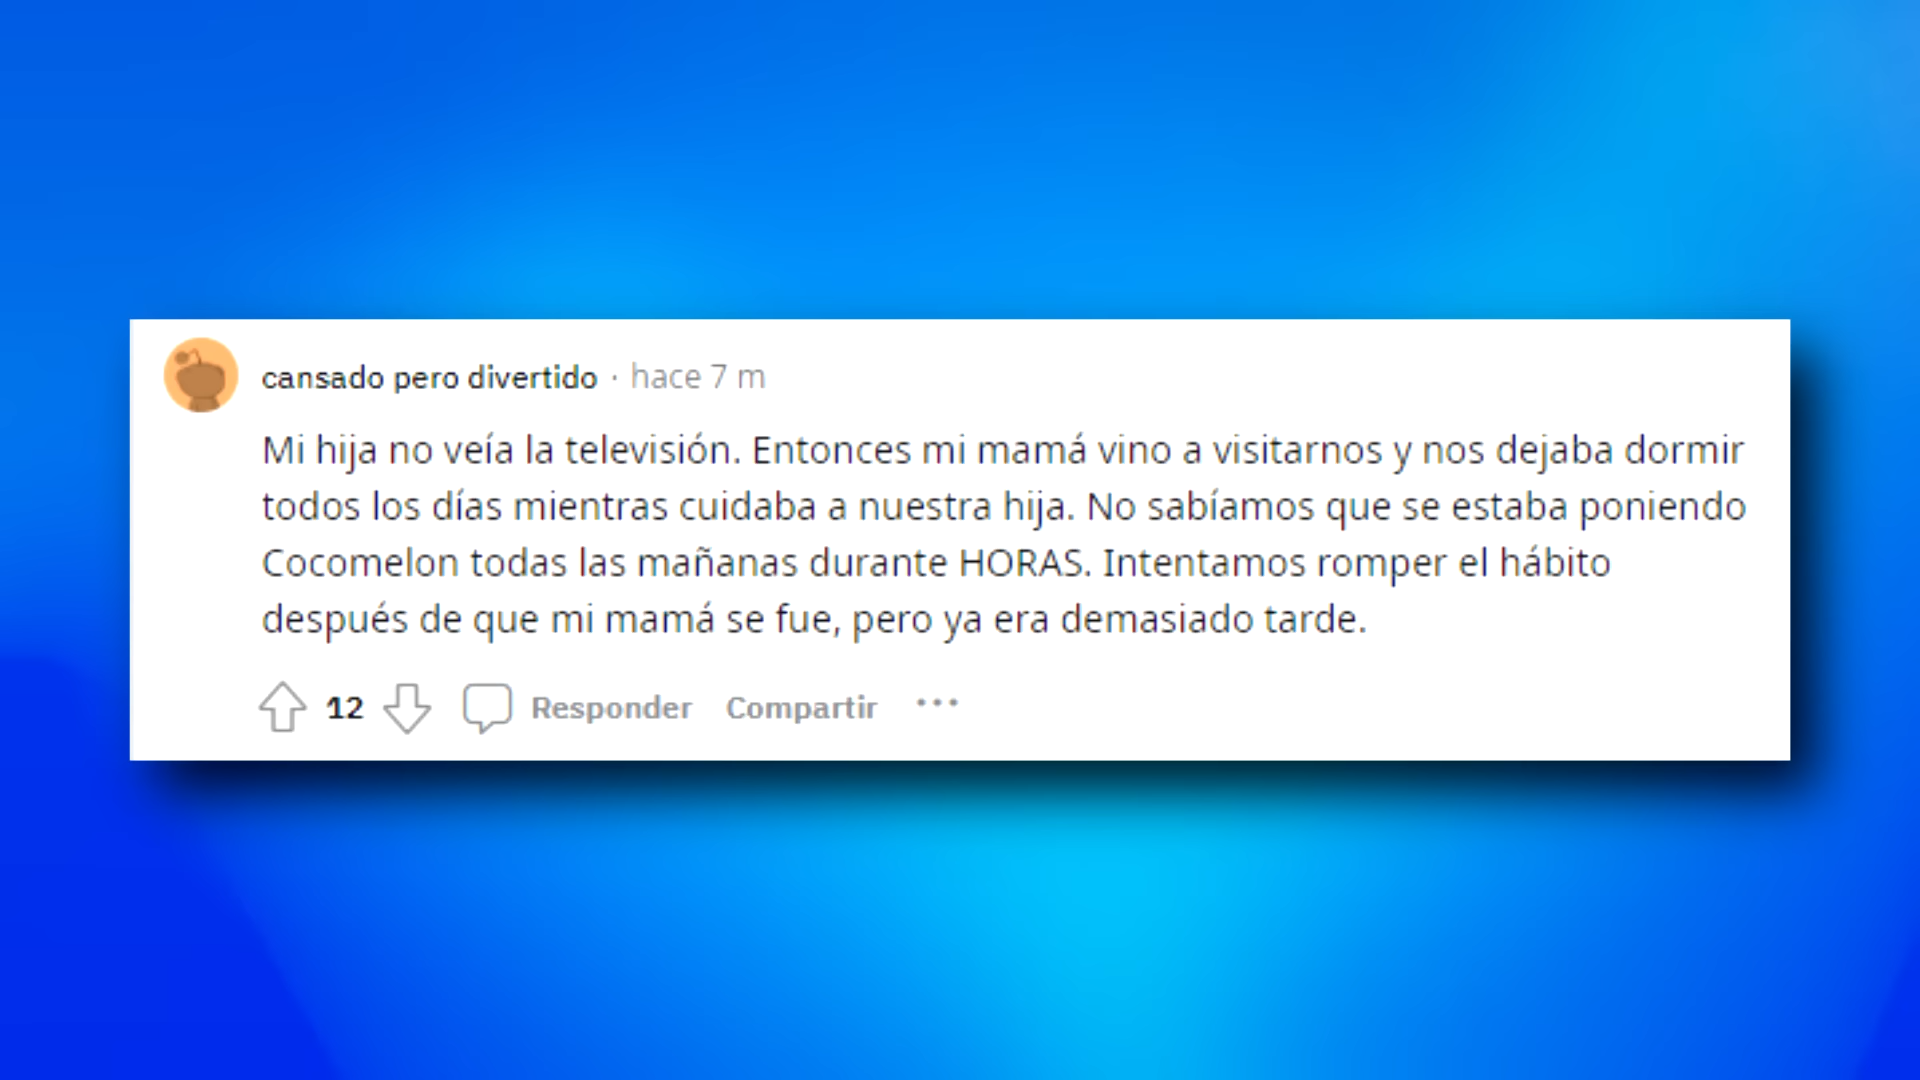 cansado pero divertido · hace 7 m
Mi hija no veía la televisión. Entonces mi mamá vino a visitarnos y nos dejaba dormir
todos los días mientras cuidaba a nuestra hija. No sabíamos que se estaba poniendo
Cocomelon todas las mañanas durante HORAS. Intentamos romper el hábito
después de que mi mamá se fue, pero ya era demasiado tarde.
12 Responder Compartir ···